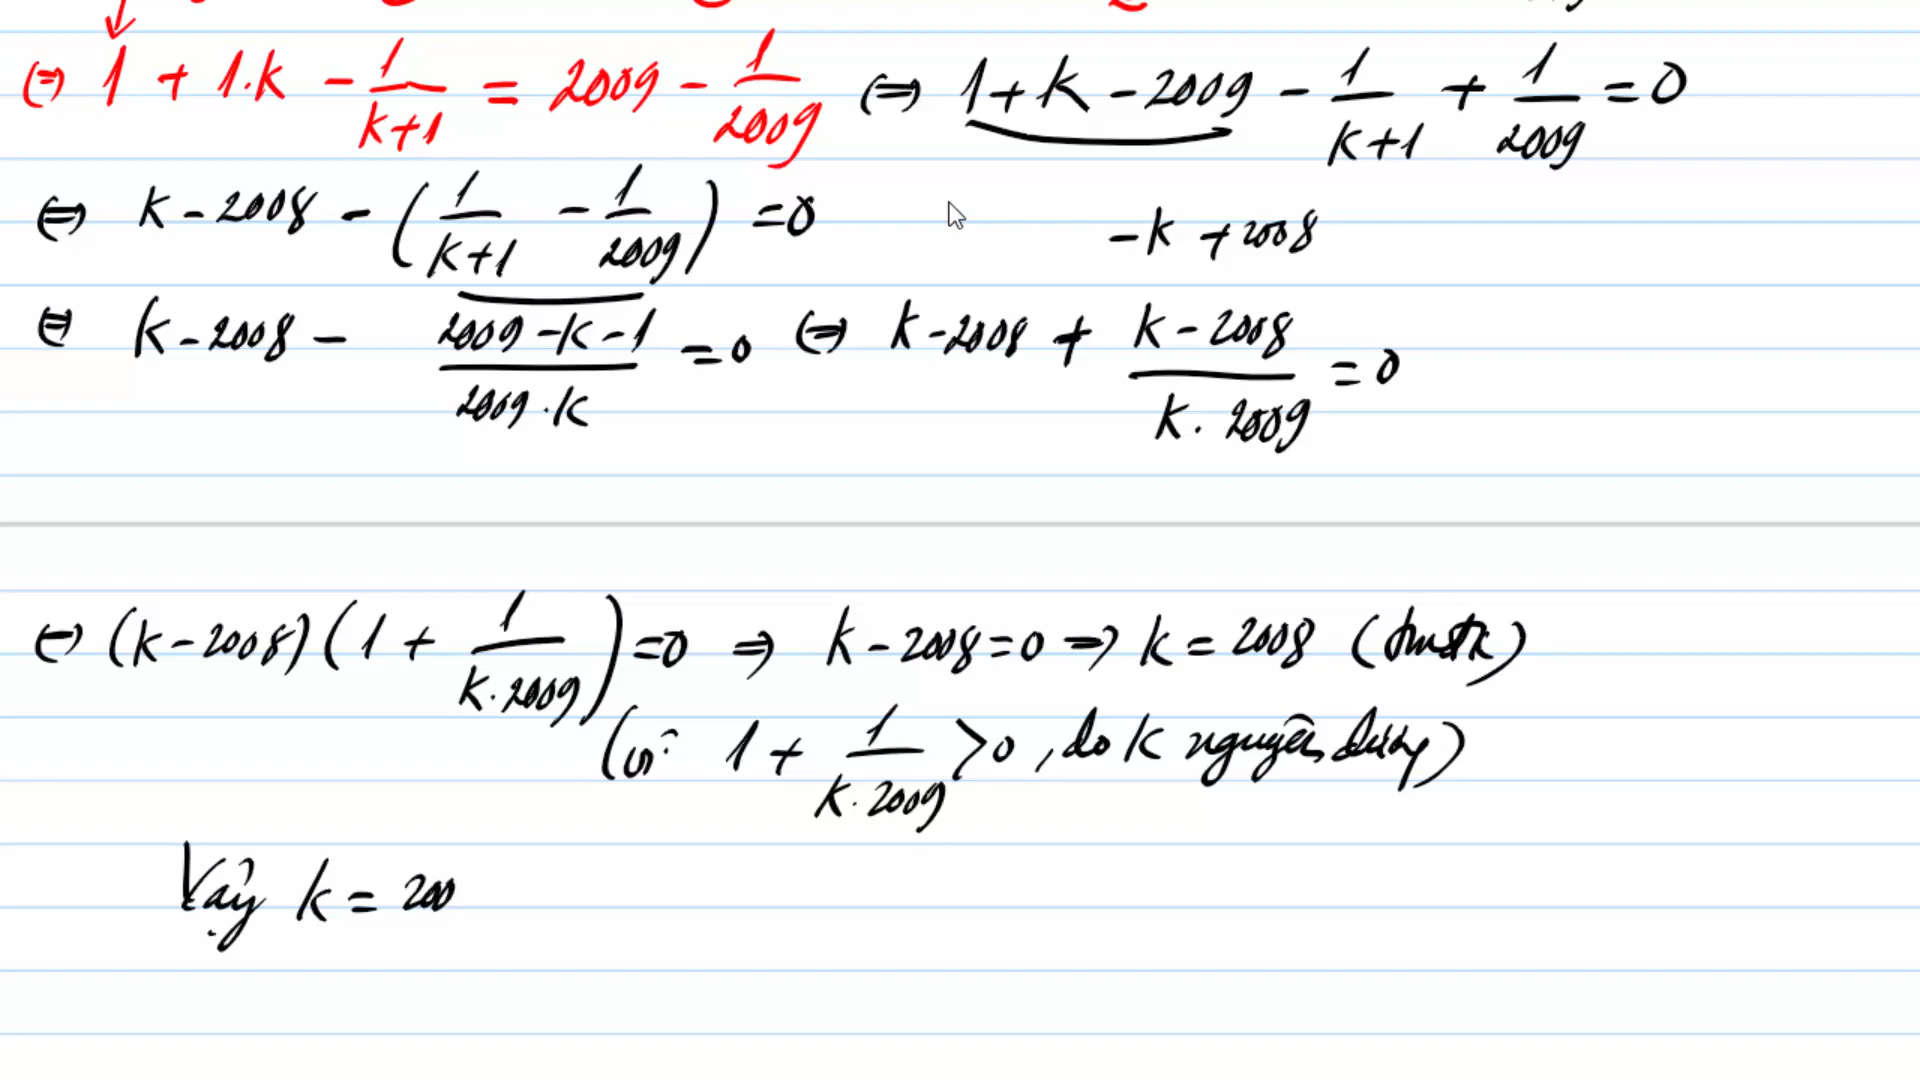 ⇔ 1 + 1.k - 1/(k+1) = 2009 - 1/2009 ⇔ 1 + k - 2009 - 1/(k+1) + 1/2009 = 0
⇔ k - 2008 - (1/(k+1) - 1/2009) = 0
-k + 2008
⇔ k - 2008 - (2009 - k - 1)/(2009.k) = 0 ⇔ k - 2008 + (k - 2008)/(k.2009) = 0
⇔ (k - 2008)(1 + 1/(k.2009)) = 0 ⇒ k - 2008 = 0 ⇒ k = 2008
(vì 1 + 1/(k.2009) > 0, do k nguyên dương)
Vậy k = 200